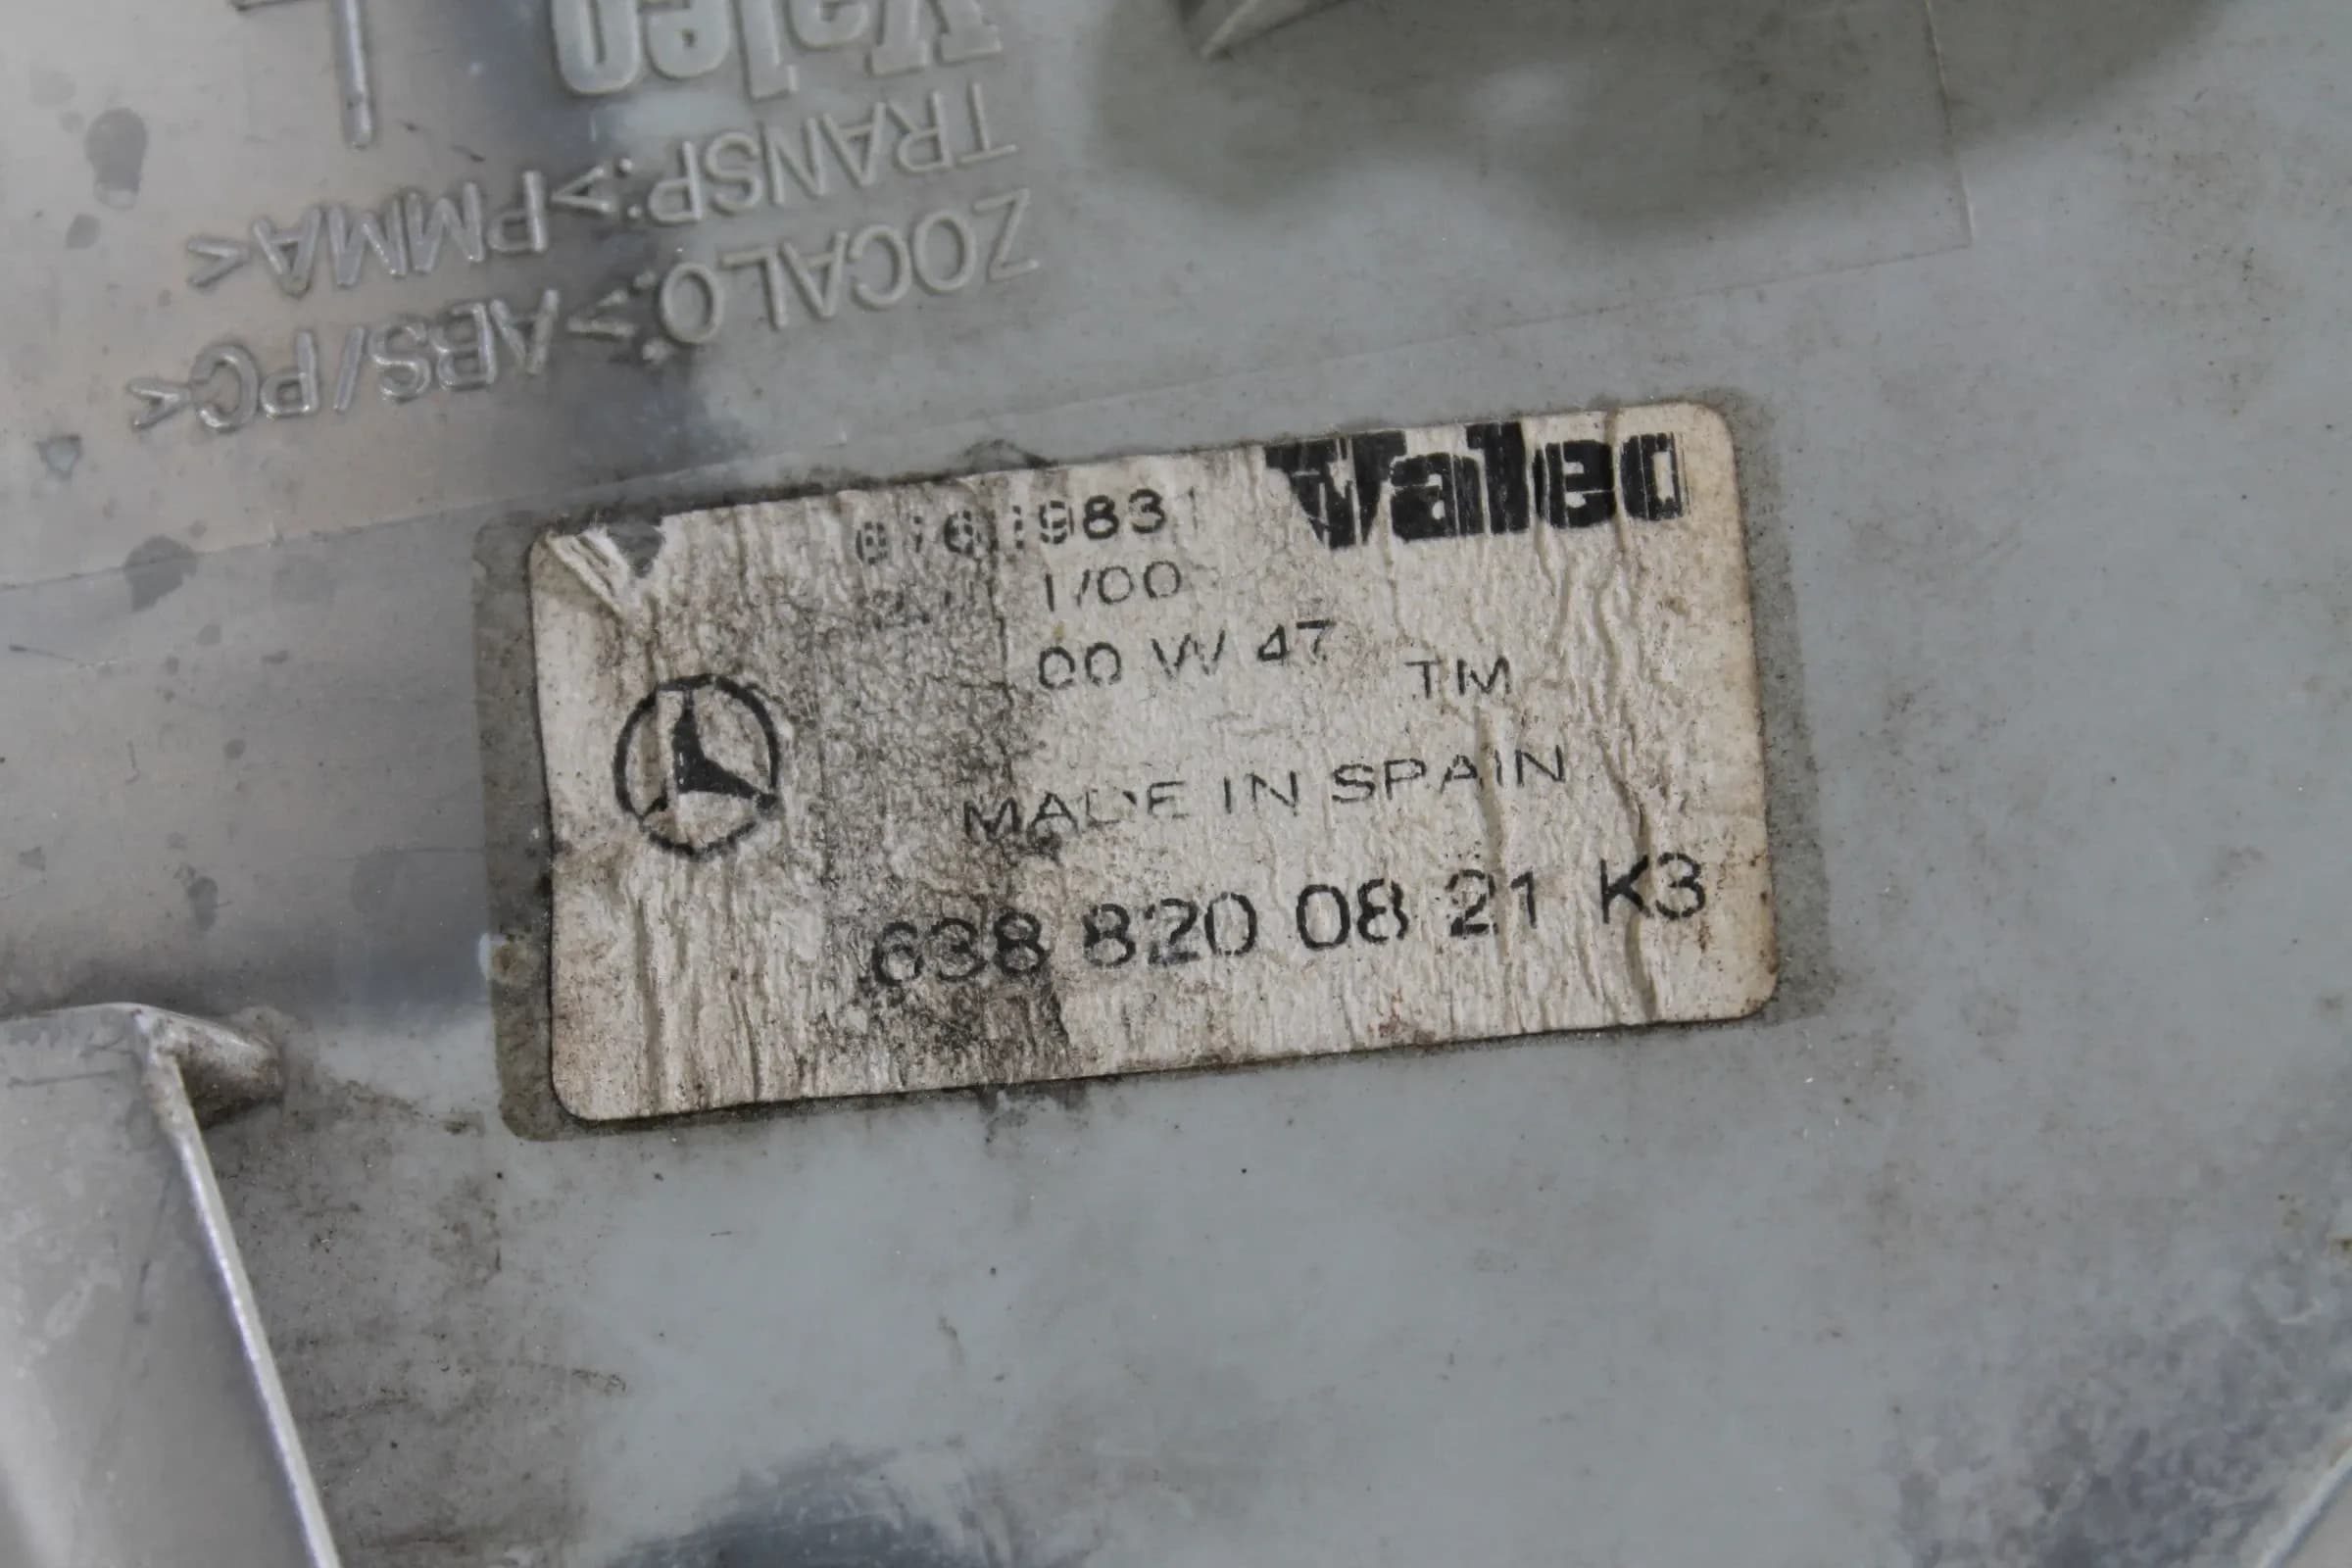 Valeo
TRANSP.:>PMMA<
ZOCALO:>ABS/PC<
Valeo
1/00
00 W 47
TM
MADE IN SPAIN
638 820 08 21 K3